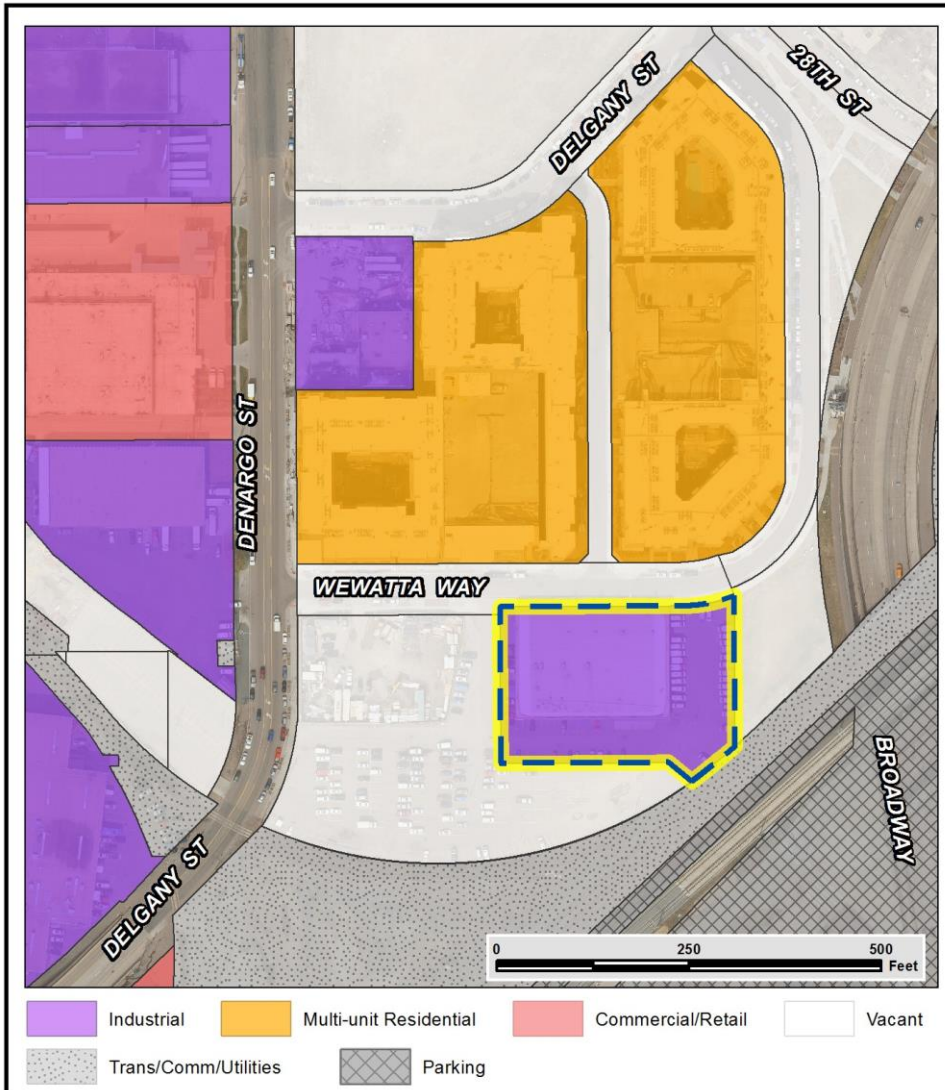 28TH ST
DELGANY ST
DENARGO ST
WEWATTA WAY
BROADWAY
DELGANY ST
0 250 500
Feet
Industrial Multi-unit Residential Commercial/Retail Vacant
Trans/Comm/Utilities Parking